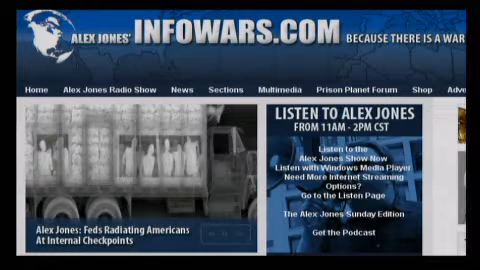 ALEX JONES' INFOWARS.COM BECAUSE THERE IS A WAR
Home Alex Jones Radio Show News Sections Multimedia Prison Planet Forum Shop Adve
LISTEN TO ALEX JONES
FROM 11AM - 2PM CST
Listen to the
Alex Jones Show Now
Listen with Windows Media Player
Need More Internet Streaming
Options?
Go to the Listen Page
The Alex Jones Sunday Edition
Get the Podcast
Alex Jones: Feds Radiating Americans
At Internal Checkpoints